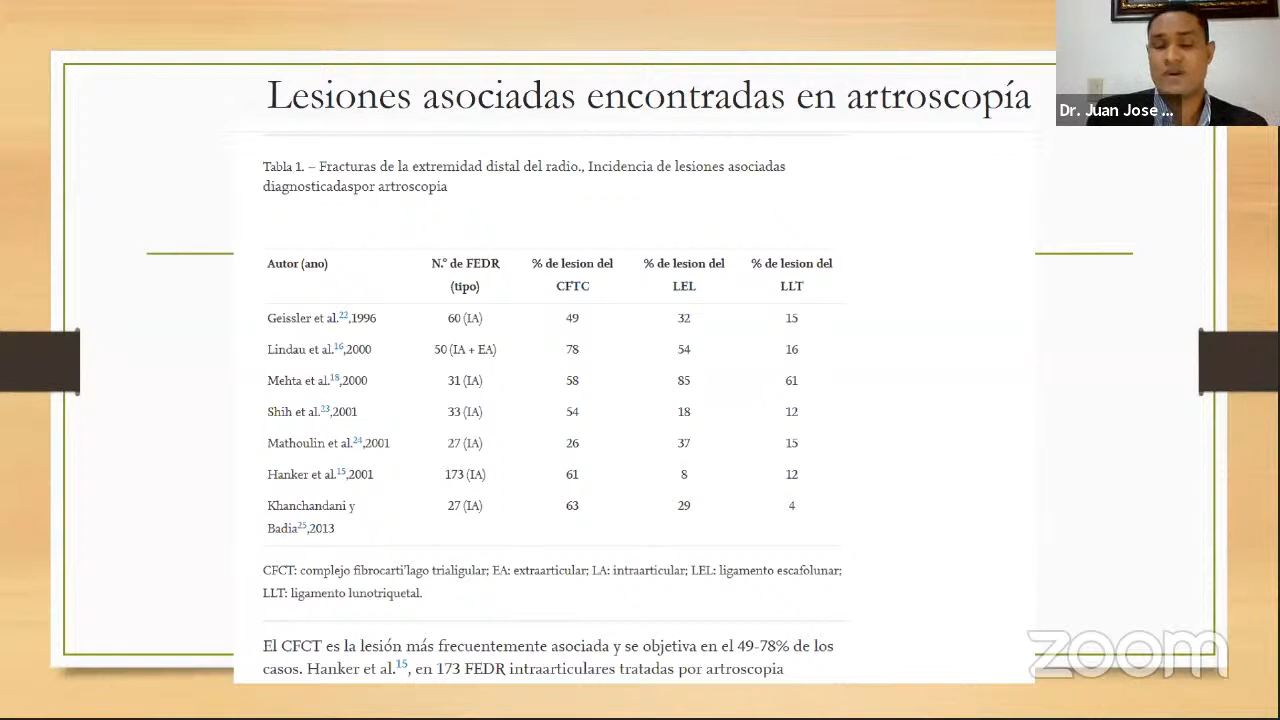 Lesiones asociadas encontradas en artroscopía
Dr. Juan Jose ...
Tabla 1. – Fracturas de la extremidad distal del radio., Incidencia de lesiones asociadas
diagnosticadaspor artroscopia
Autor (ano) N.º de FEDR (tipo) % de lesion del CFTC % de lesion del LEL % de lesion del LLT
Geissler et al.22,1996 60 (IA) 49 32 15
Lindau et al.16,2000 50 (IA + EA) 78 54 16
Mehta et al.18,2000 31 (IA) 58 85 61
Shih et al.23,2001 33 (IA) 54 18 12
Mathoulin et al.24,2001 27 (IA) 26 37 15
Hanker et al.15,2001 173 (IA) 61 8 12
Khanchandani y Badia25,2013 27 (IA) 63 29 4
CFCT: complejo fibrocarti'lago trialigular; EA: extraarticular; LA: intraarticular; LEL: ligamento escafolunar;
LLT: ligamento lunotriquetal.
El CFCT es la lesión más frecuentemente asociada y se objetiva en el 49-78% de los
casos. Hanker et al.15, en 173 FEDR intraarticulares tratadas por artroscopia
zoom